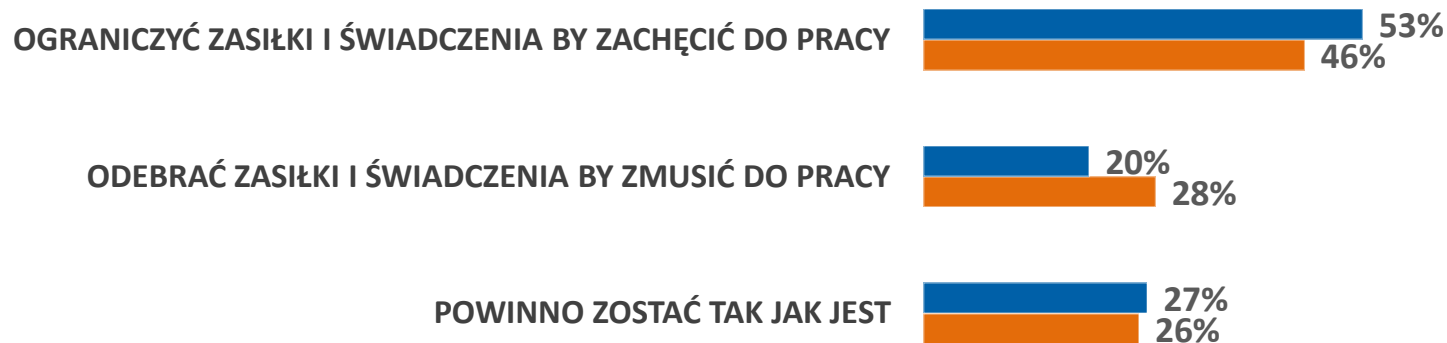 OGRANICZYĆ ZASIŁKI I ŚWIADCZENIA BY ZACHĘCIĆ DO PRACY
53%
46%
ODEBRAĆ ZASIŁKI I ŚWIADCZENIA BY ZMUSIĆ DO PRACY
20%
28%
POWINNO ZOSTAĆ TAK JAK JEST
27%
26%